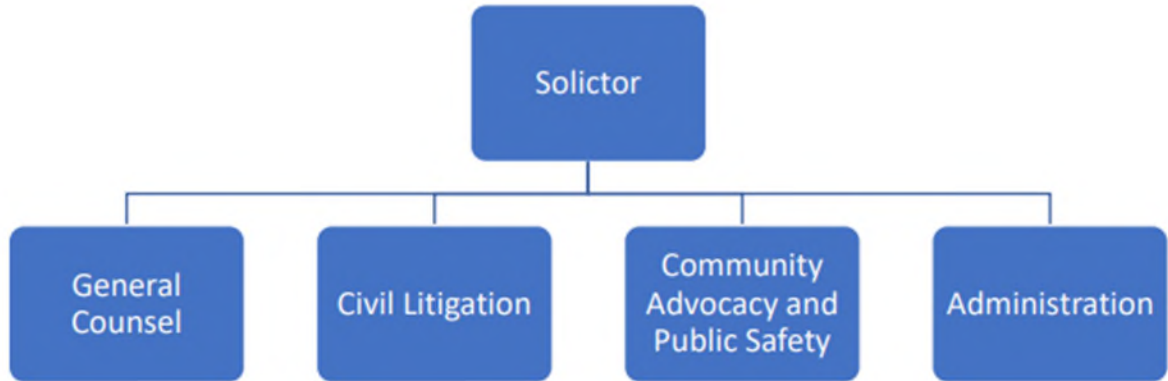 Solictor
General
Counsel
Civil Litigation
Community
Advocacy and
Public Safety
Administration